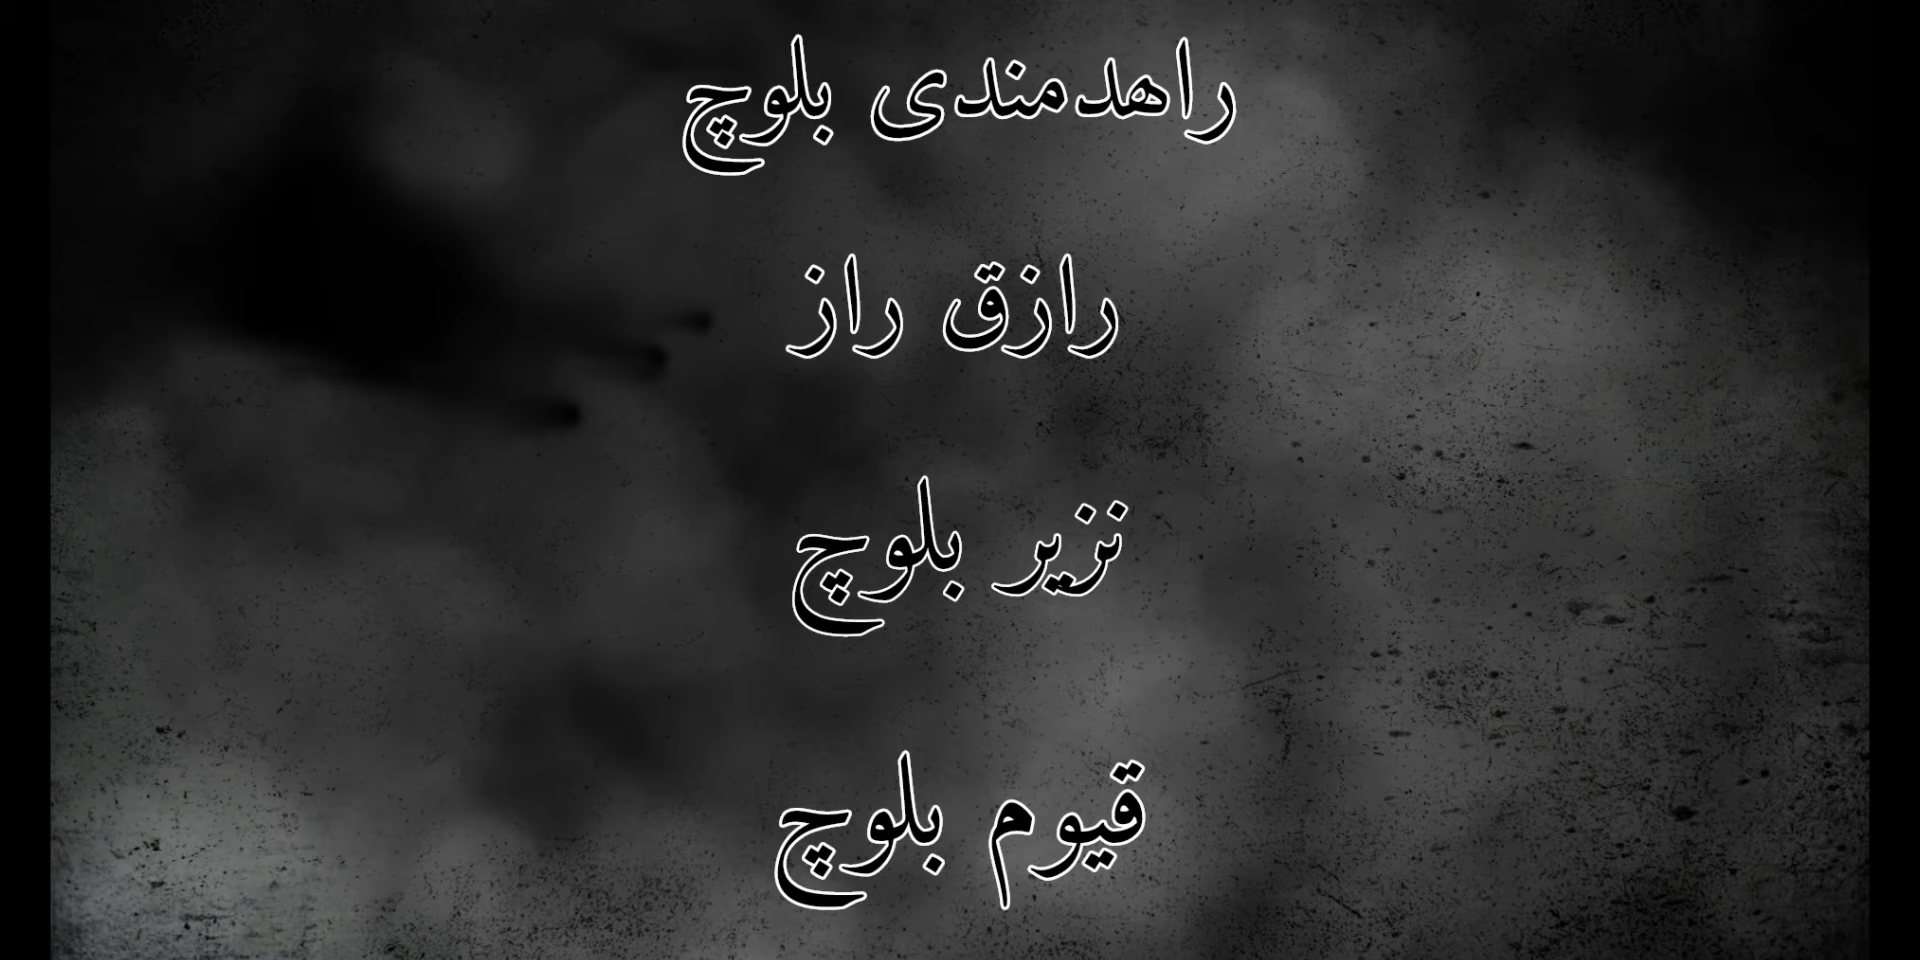 راهدمندی بلوچ
رازق راز
نزیر بلوچ
قیوم بلوچ